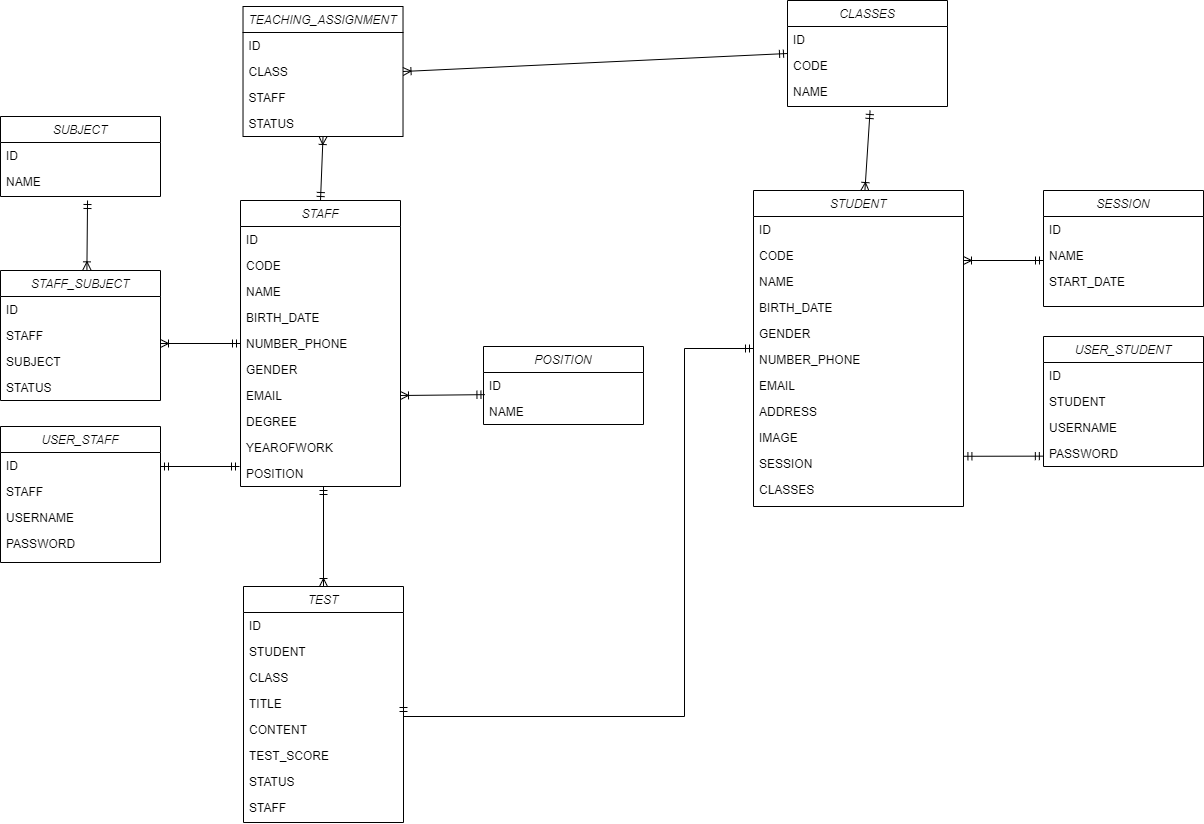 TEACHING_ASSIGNMENT
ID
CLASS
STAFF
STATUS
CLASSES
ID
CODE
NAME
SUBJECT
ID
NAME
STAFF_SUBJECT
ID
STAFF
SUBJECT
STATUS
USER_STAFF
ID
STAFF
USERNAME
PASSWORD
STAFF
ID
CODE
NAME
BIRTH_DATE
NUMBER_PHONE
GENDER
EMAIL
DEGREE
YEAROFWORK
POSITION
POSITION
ID
NAME
STUDENT
ID
CODE
NAME
BIRTH_DATE
GENDER
NUMBER_PHONE
EMAIL
ADDRESS
IMAGE
SESSION
CLASSES
SESSION
ID
NAME
START_DATE
USER_STUDENT
ID
STUDENT
USERNAME
PASSWORD
TEST
ID
STUDENT
CLASS
TITLE
CONTENT
TEST_SCORE
STATUS
STAFF